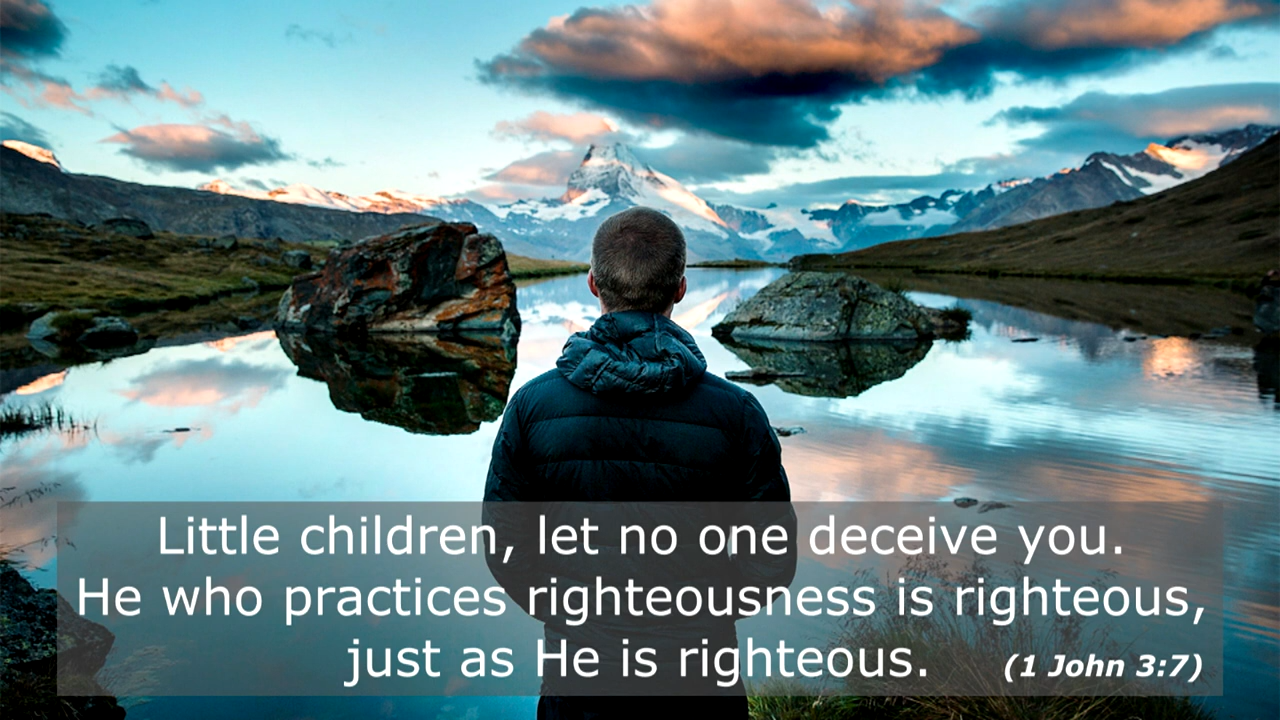 Little children, let no one deceive you.
He who practices righteousness is righteous,
just as He is righteous. (1 John 3:7)